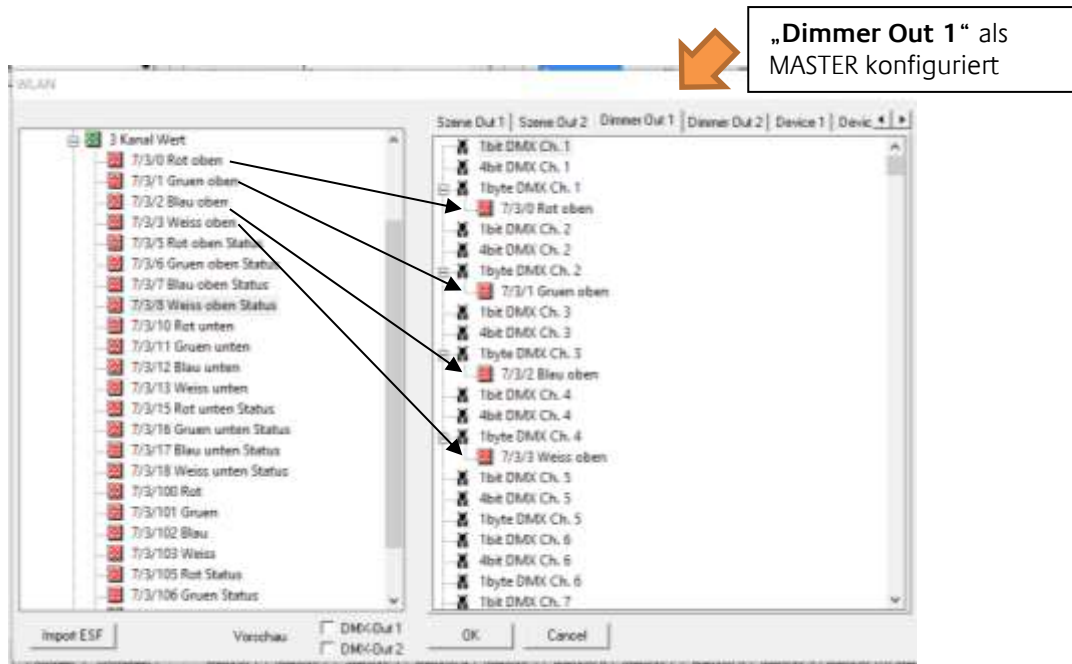 „Dimmer Out 1“ als
MASTER konfiguriert
WLAN
3 Kanal Wert
7/3/0 Rot oben
7/3/1 Gruen oben
7/3/2 Blau oben
7/3/3 Weiss oben
7/3/5 Rot oben Status
7/3/6 Gruen oben Status
7/3/7 Blau oben Status
7/3/8 Weiss oben Status
7/3/10 Rot unten
7/3/11 Gruen unten
7/3/12 Blau unten
7/3/13 Weiss unten
7/3/15 Rot unten Status
7/3/16 Gruen unten Status
7/3/17 Blau unten Status
7/3/18 Weiss unten Status
7/3/100 Rot
7/3/101 Gruen
7/3/102 Blau
7/3/103 Weiss
7/3/105 Rot Status
7/3/106 Gruen Status
Szene Out 1 Szene Out 2 Dimmer Out 1 Dimmer Out 2 Device 1 Devic
1bit DMX Ch. 1
4bit DMX Ch. 1
1byte DMX Ch. 1
7/3/0 Rot oben
1bit DMX Ch. 2
4bit DMX Ch. 2
1byte DMX Ch. 2
7/3/1 Gruen oben
1bit DMX Ch. 3
4bit DMX Ch. 3
1byte DMX Ch. 3
7/3/2 Blau oben
1bit DMX Ch. 4
4bit DMX Ch. 4
1byte DMX Ch. 4
7/3/3 Weiss oben
1bit DMX Ch. 5
4bit DMX Ch. 5
1byte DMX Ch. 5
1bit DMX Ch. 6
4bit DMX Ch. 6
1byte DMX Ch. 6
1bit DMX Ch. 7
Import ESF
Vorschau
DMX-Out 1
DMX-Out 2
OK
Cancel